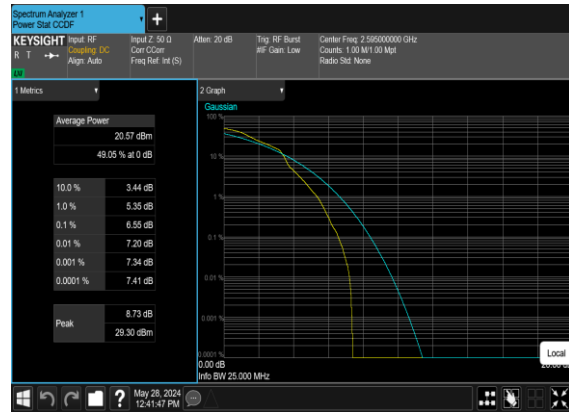 Spectrum Analyzer 1
Power Stat CCDF
+
KEYSIGHT
R T
LXI
Input: RF
Coupling: DC
Align: Auto
Input Z: 50 Ω
Corr CCorr
Freq Ref: Int (S)
Atten: 20 dB
Trig: RF Burst
#IF Gain: Low
Center Freq: 2.595000000 GHz
Counts: 1.00 M/1.00 Mpt
Radio Std: None
1 Metrics
Average Power
20.57 dBm
49.05 % at 0 dB
10.0 % 3.44 dB
1.0 % 5.35 dB
0.1 % 6.55 dB
0.01 % 7.20 dB
0.001 % 7.34 dB
0.0001 % 7.41 dB
Peak
8.73 dB
29.30 dBm
2 Graph
Gaussian
100 %
10 %
1 %
0.1 %
0.01 %
0.001 %
0.0001 %
0.00 dB
Info BW 25.000 MHz
Local
?
May 28, 2024
12:41:47 PM